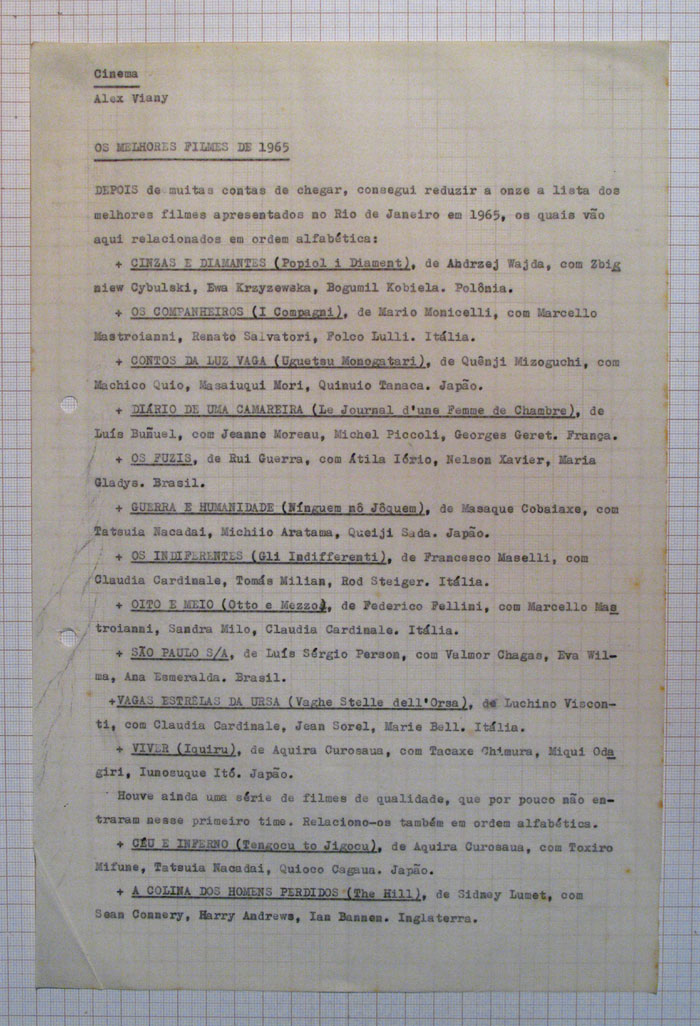 Cinema
Alex Viany
OS MELHORES FILMES DE 1965
DEPOIS de muitas contas de chegar, consegui reduzir a onze a lista dos
melhores filmes apresentados no Rio de Janeiro em 1965, os quais vão
aqui relacionados em ordem alfabética:
+ CINZAS E DIAMANTES (Popiol i Diament), de Ahdrzej Wajda, com Zbig
niew Cybulski, Ewa Krzyzewska, Bogumil Kobiela. Polônia.
+ OS COMPANHEIROS (I Compagni), de Mario Monicelli, com Marcello
Mastroianni, Renato Salvatori, Folco Lulli. Itália.
+ CONTOS DA LUZ VAGA (Uguetsu Monogatari), de Quênji Mizoguchi, com
Machico Quio, Masaiuqui Mori, Quinuio Tanaca. Japão.
+ DIÁRIO DE UMA CAMAREIRA (Le Journal d'une Femme de Chambre), de
Luís Buñuel, com Jeanne Moreau, Michel Piccoli, Georges Geret. França.
+ OS FUZIS, de Rui Guerra, com Átila Iório, Nelson Xavier, Maria
Gladys. Brasil.
+ GUERRA E HUMANIDADE (Nínguem nô Jôquem), de Masaque Cobaiaxe, com
Tatsuia Nacadai, Michiio Aratama, Queiji Sada. Japão.
+ OS INDIFERENTES (Gli Indifferenti), de Francesco Maselli, com
Claudia Cardinale, Tomás Milian, Rod Steiger. Itália.
+ OITO E MEIO (Otto e Mezzo), de Federico Fellini, com Marcello Mas
troianni, Sandra Milo, Claudia Cardinale. Itália.
+ SÃO PAULO S/A, de Luís Sérgio Person, com Valmor Chagas, Eva Wil-
ma, Ana Esmeralda. Brasil.
+VAGAS ESTRÊLAS DA URSA (Vaghe Stelle dell'Orsa), de Luchino Viscon-
ti, com Claudia Cardinale, Jean Sorel, Marie Bell. Itália.
+ VIVER (Iquiru), de Aquira Curosaua, com Tacaxe Chimura, Miqui Oda
giri, Iunosuque Itô. Japão.
Houve ainda uma série de filmes de qualidade, que por pouco não en-
traram nesse primeiro time. Relaciono-os também em ordem alfabética.
+ CÉU E INFERNO (Tengocu to Jigocu), de Aquira Curosaua, com Toxiro
Mifune, Tatsuia Nacadai, Quioco Cagaua. Japão.
+ A COLINA DOS HOMENS PERDIDOS (The Hill), de Sidney Lumet, com
Sean Connery, Harry Andrews, Ian Bannen. Inglaterra.